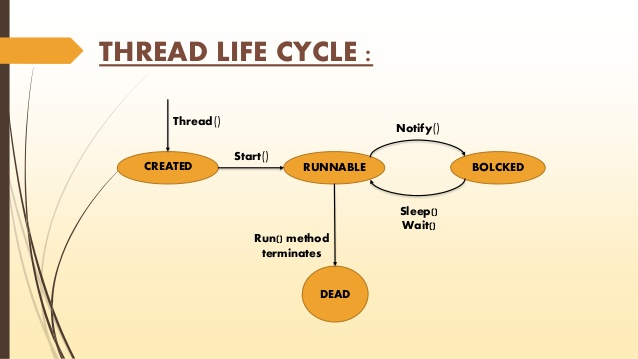 THREAD LIFE CYCLE :
Thread()
Notify()
CREATED
Start()
RUNNABLE
BOLCKED
Sleep()
Wait()
Run() method
terminates
DEAD